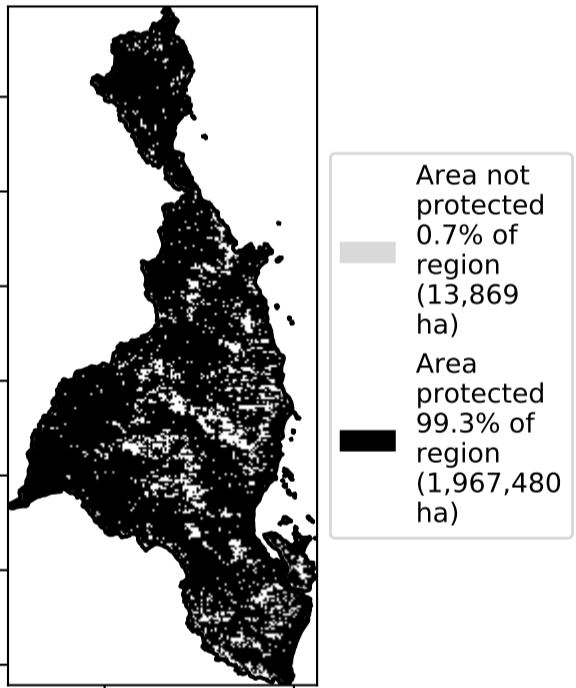 Area not
protected
0.7% of
region
(13,869
ha)
Area
protected
99.3% of
region
(1,967,480
ha)